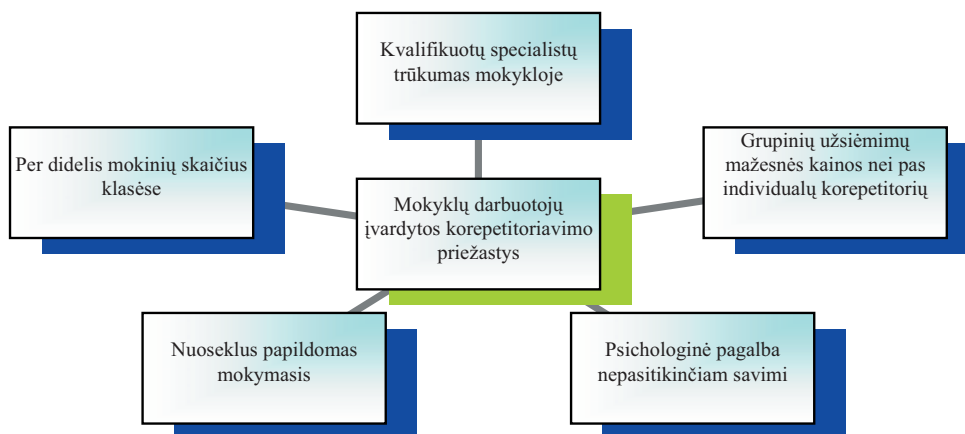 Kvalifikuotų specialistų
trūkumas mokykloje
Per didelis mokinių skaičius
klasėse
Grupinių užsiėmimų
mažesnės kainos nei pas
individualų korepetitorių
Mokyklų darbuotojų
įvardytos korepetitoriavimo
priežastys
Nuoseklus papildomas
mokymasis
Psichologinė pagalba
nepasitikinčiam savimi